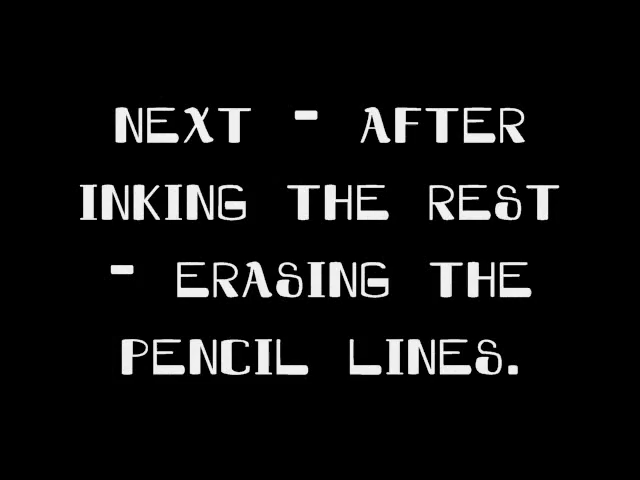 NEXT - AFTER
INKING THE REST
- ERASING THE
PENCIL LINES.